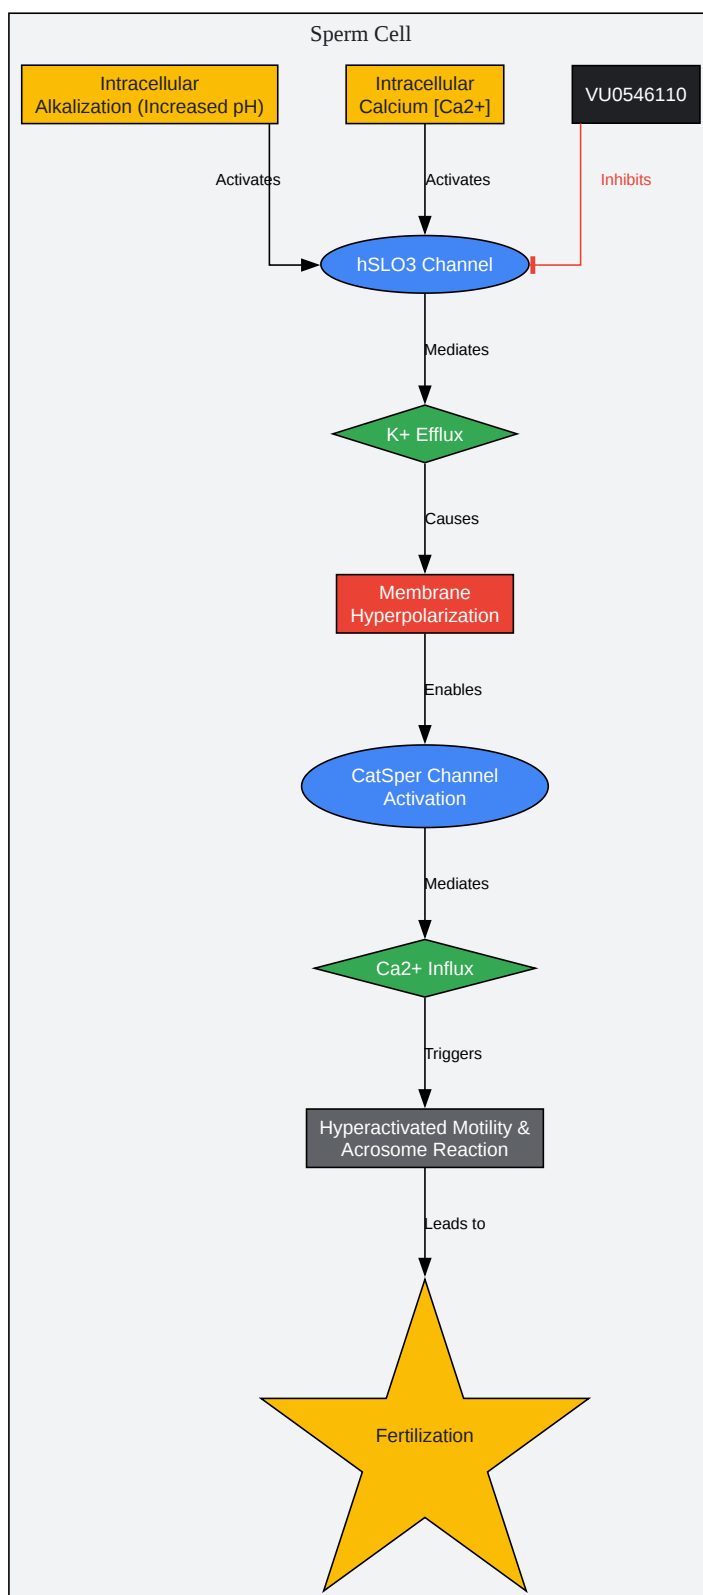 Sperm Cell
Intracellular
Alkalization (Increased pH)
Intracellular
Calcium [Ca2+]
VU0546110
Activates
Activates
Inhibits
hSLO3 Channel
Mediates
K+ Efflux
Causes
Membrane
Hyperpolarization
Enables
CatSper Channel
Activation
Mediates
Ca2+ Influx
Triggers
Hyperactivated Motility &
Acrosome Reaction
Leads to
Fertilization